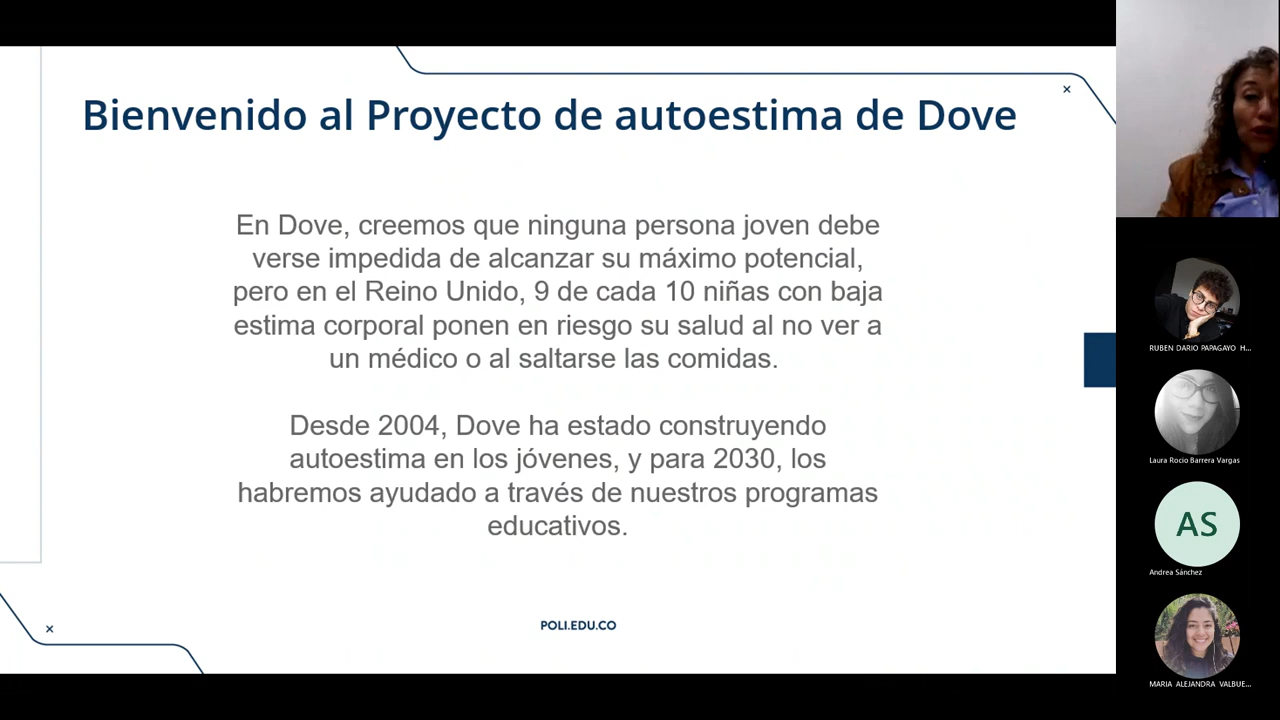 Bienvenido al Proyecto de autoestima de Dove
En Dove, creemos que ninguna persona joven debe
verse impedida de alcanzar su máximo potencial,
pero en el Reino Unido, 9 de cada 10 niñas con baja
estima corporal ponen en riesgo su salud al no ver a
un médico o al saltarse las comidas.
Desde 2004, Dove ha estado construyendo
autoestima en los jóvenes, y para 2030, los
habremos ayudado a través de nuestros programas
educativos.
POLI.EDU.CO
RUBEN DARIO PAPAGAYO H...
Laura Rocio Barrera Vargas
AS
Andrea Sánchez
MARIA ALEJANDRA VALBUE...